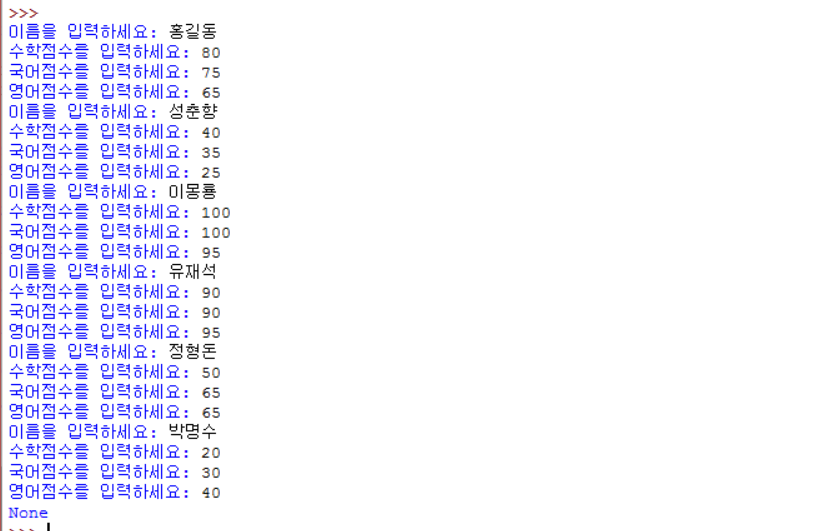 >>>
이름을 입력하세요: 홍길동
수학점수를 입력하세요: 80
국어점수를 입력하세요: 75
영어점수를 입력하세요: 65
이름을 입력하세요: 성춘향
수학점수를 입력하세요: 40
국어점수를 입력하세요: 35
영어점수를 입력하세요: 25
이름을 입력하세요: 이몽룡
수학점수를 입력하세요: 100
국어점수를 입력하세요: 100
영어점수를 입력하세요: 95
이름을 입력하세요: 유재석
수학점수를 입력하세요: 90
국어점수를 입력하세요: 90
영어점수를 입력하세요: 95
이름을 입력하세요: 정형돈
수학점수를 입력하세요: 50
국어점수를 입력하세요: 65
영어점수를 입력하세요: 65
이름을 입력하세요: 박명수
수학점수를 입력하세요: 20
국어점수를 입력하세요: 30
영어점수를 입력하세요: 40
None
>>>